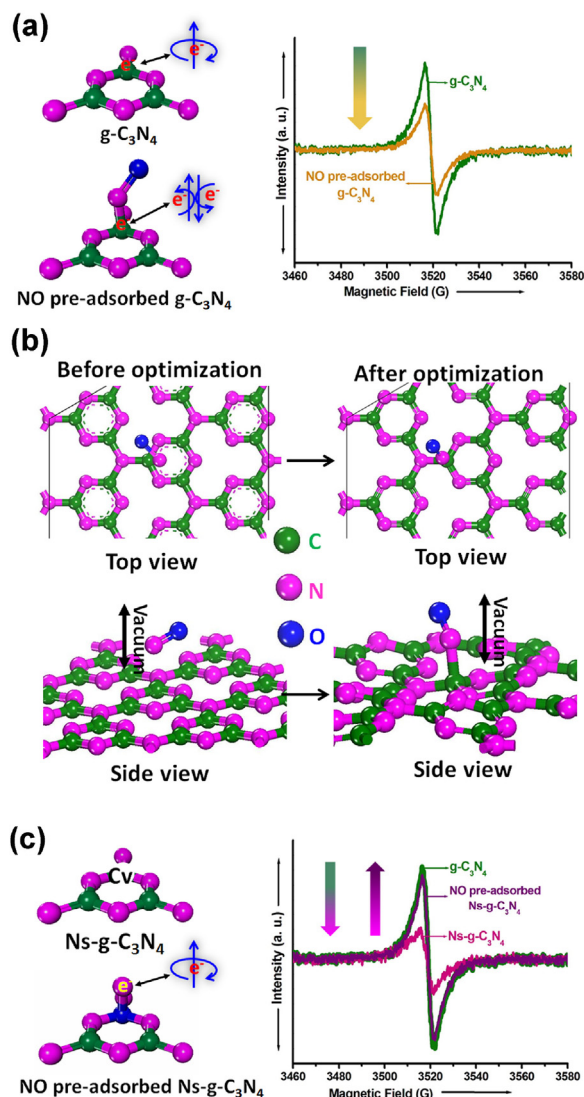 (a)
e⁻
e⁻
g-C₃N₄
e
e⁻
e⁻
NO pre-adsorbed g-C₃N₄
Intensity (a. u.)
g-C₃N₄
NO pre-adsorbed
g-C₃N₄
3460 3480 3500 3520 3540 3560 3580
Magnetic Field (G)
(b)
Before optimization
After optimization
Top view
Top view
C
N
O
Vacuum
Vacuum
Side view
Side view
(c)
Cv
Ns-g-C₃N₄
e
e⁻
NO pre-adsorbed Ns-g-C₃N₄
Intensity (a. u.)
g-C₃N₄
NO pre-adsorbed
Ns-g-C₃N₄
Ns-g-C₃N₄
3460 3480 3500 3520 3540 3560 3580
Magnetic Field (G)